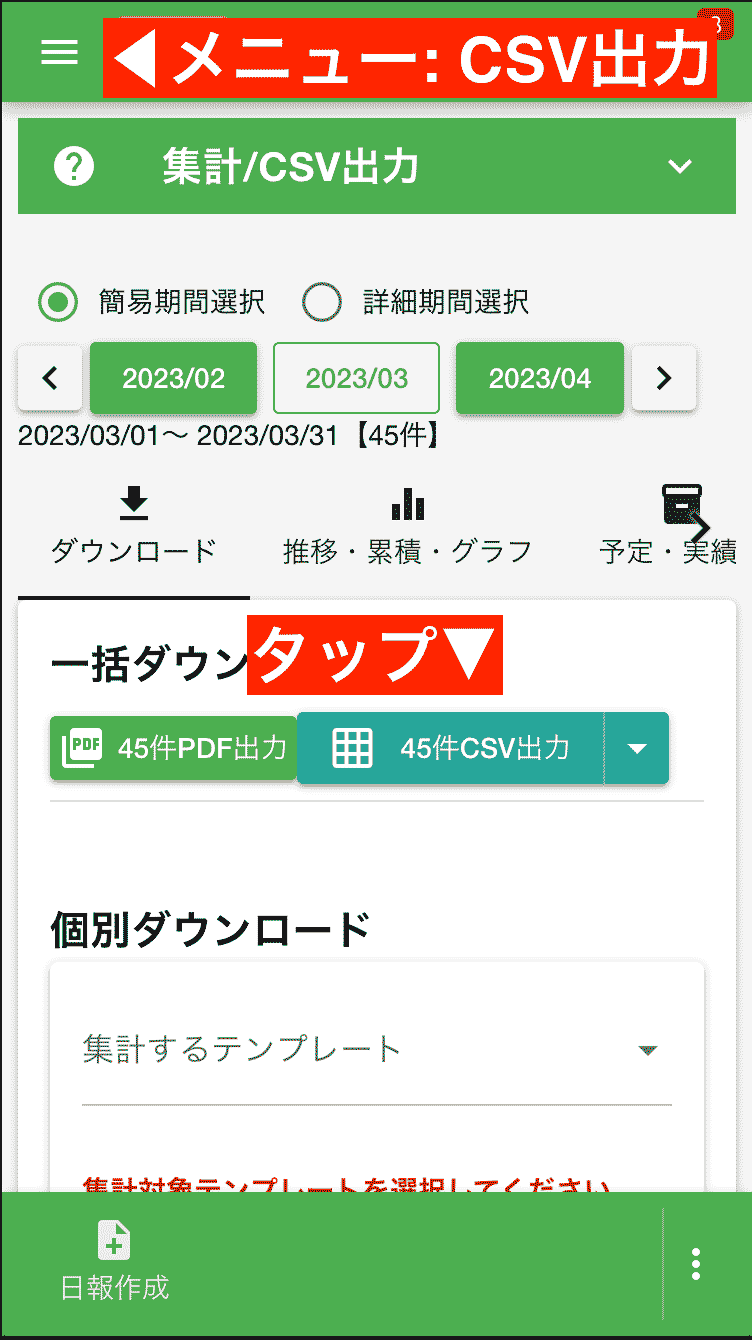 ◀メニュー: CSV出力
3
集計/CSV出力
簡易期間選択 詳細期間選択
2023/02 2023/03 2023/04
2023/03/01〜 2023/03/31【45件】
ダウンロード 推移・累積・グラフ 予定・実績
一括ダウン
タップ▼
PDF 45件PDF出力 45件CSV出力
個別ダウンロード
集計するテンプレート
集計対象テンプレートを選択してください
日報作成